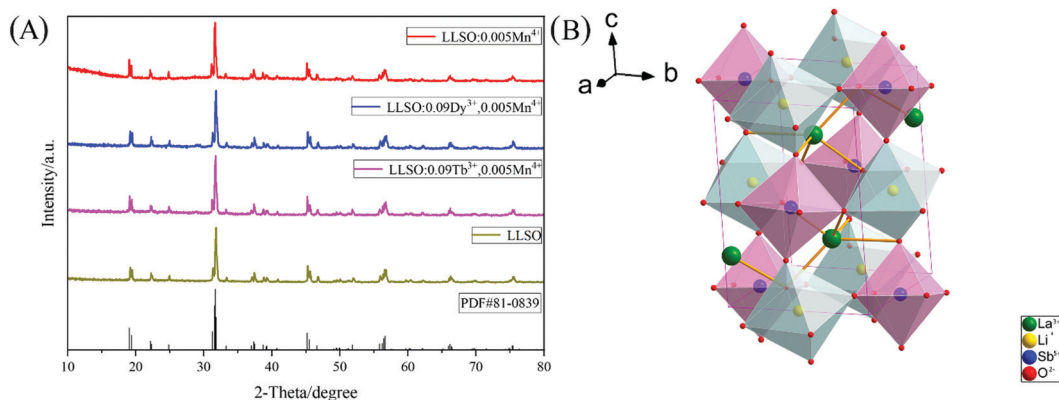 (A)
LLSO:0.005Mn⁴⁺
LLSO:0.09Dy³⁺,0.005Mn⁴⁺
LLSO:0.09Tb³⁺,0.005Mn⁴⁺
LLSO
PDF#81-0839
Intensity/a.u.
10 20 30 40 50 60 70 80
2-Theta/degree
(B)
c
b
a
La³⁺
Li⁺
Sb⁵⁺
O²⁻